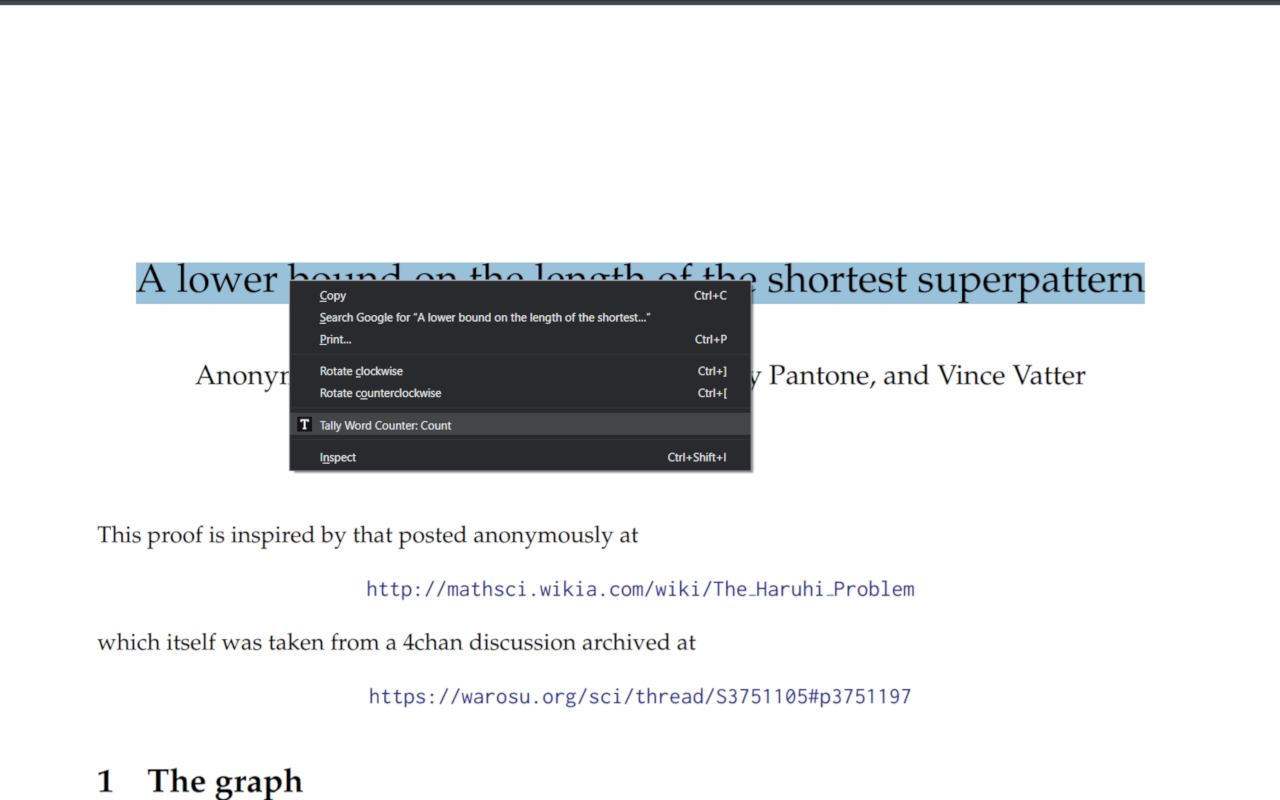 A lower bound on the length of the shortest superpattern
Copy Ctrl+C
Search Google for “A lower bound on the length of the shortest...”
Print... Ctrl+P
Rotate clockwise Ctrl+]
Rotate counterclockwise Ctrl+[
T Tally Word Counter: Count
Inspect Ctrl+Shift+I
Pantone, and Vince Vatter
This proof is inspired by that posted anonymously at
http://mathsci.wikia.com/wiki/The_Haruhi_Problem
which itself was taken from a 4chan discussion archived at
https://warosu.org/sci/thread/S3751105#p3751197
1 The graph